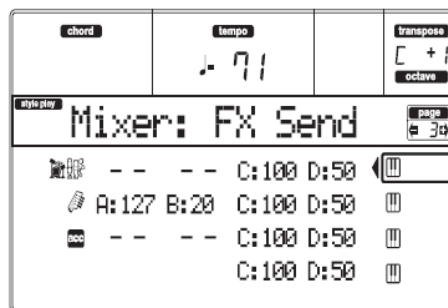 chord tempo transpose
♩= 71 C +1
octave
style play
Mixer: FX Send
page
3
-- -- C:100 D:50
A:127 B:20 C:100 D:50
acc -- -- C:100 D:50
C:100 D:50